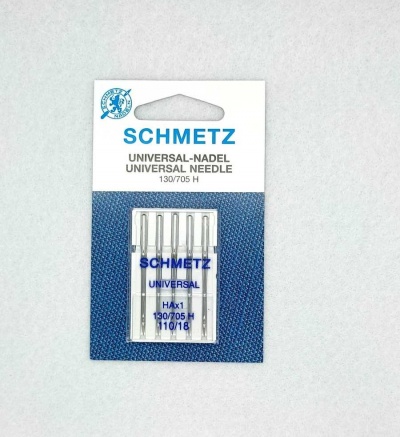 SCHMETZ
UNIVERSAL-NADEL
UNIVERSAL NEEDLE
130/705 H
SCHMETZ
UNIVERSAL
HAx1
130/705 H
110/18